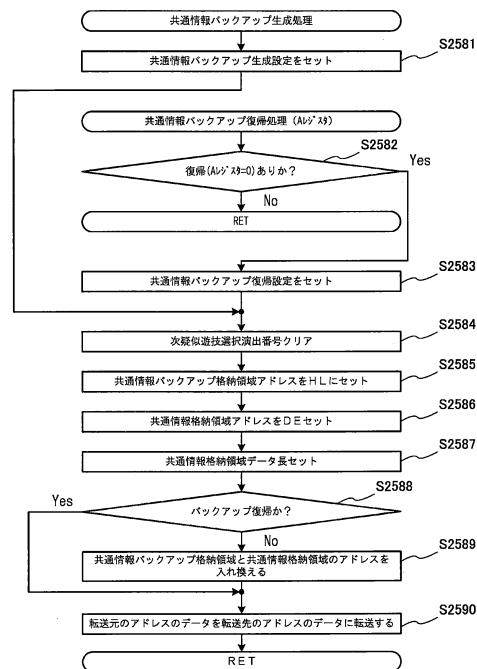 共通情報バックアップ生成処理
S2581
共通情報バックアップ生成設定をセット
共通情報バックアップ復帰処理（Aレジスタ）
S2582
復帰(Aレジスタ=0)ありか？
Yes
No
RET
S2583
共通情報バックアップ復帰設定をセット
S2584
次疑似遊技選択演出番号クリア
S2585
共通情報バックアップ格納領域アドレスをＨＬにセット
S2586
共通情報格納領域アドレスをＤＥセット
S2587
共通情報格納領域データ長セット
S2588
Yes
バックアップ復帰か？
No
S2589
共通情報バックアップ格納領域と共通情報格納領域のアドレスを
入れ換える
S2590
転送元のアドレスのデータを転送先のアドレスのデータに転送する
ＲＥＴ